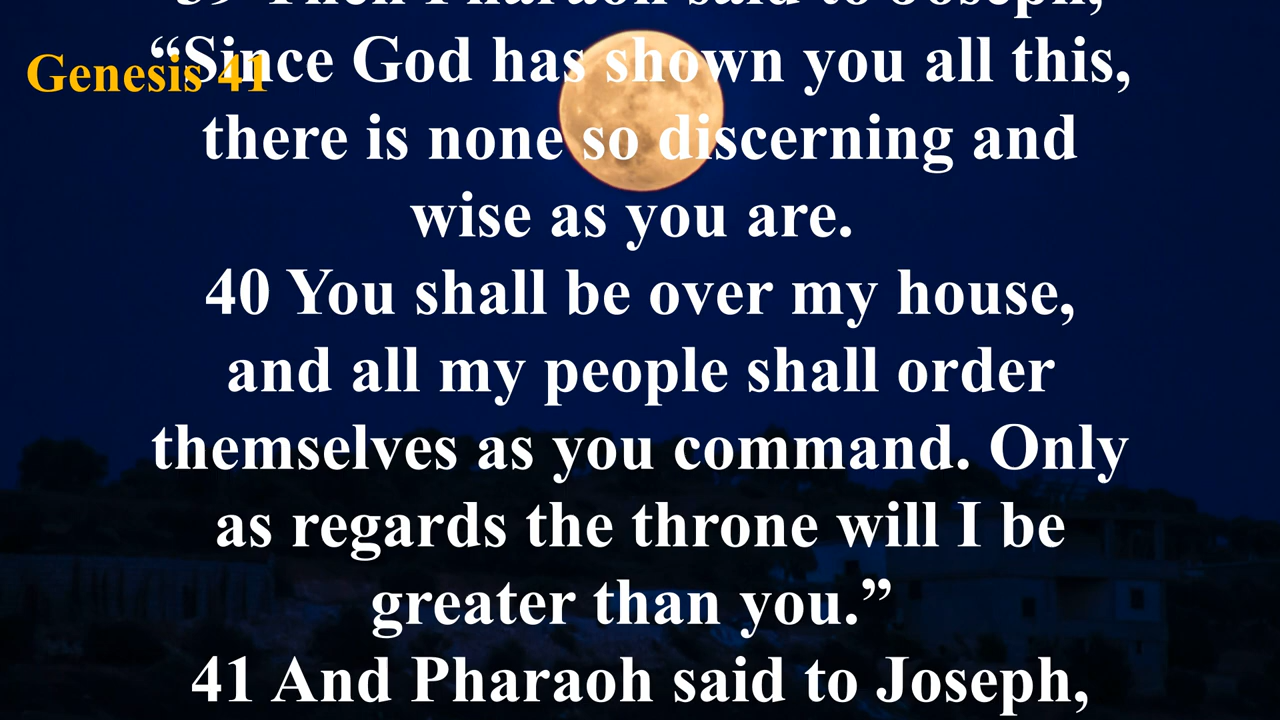 39 Then Pharaoh said to Joseph,
Genesis 41
“Since God has shown you all this,
there is none so discerning and
wise as you are.
40 You shall be over my house,
and all my people shall order
themselves as you command. Only
as regards the throne will I be
greater than you.”
41 And Pharaoh said to Joseph,